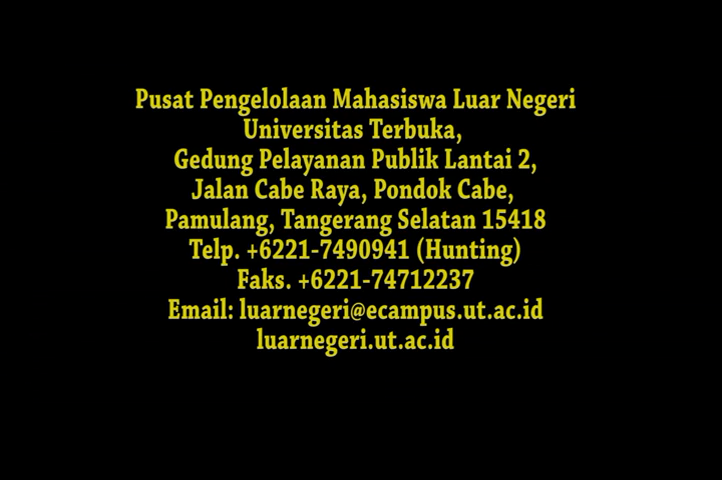 Pusat Pengelolaan Mahasiswa Luar Negeri
Universitas Terbuka,
Gedung Pelayanan Publik Lantai 2,
Jalan Cabe Raya, Pondok Cabe,
Pamulang, Tangerang Selatan 15418
Telp. +6221-7490941 (Hunting)
Faks. +6221-74712237
Email: luarnegeri@ecampus.ut.ac.id
luarnegeri.ut.ac.id